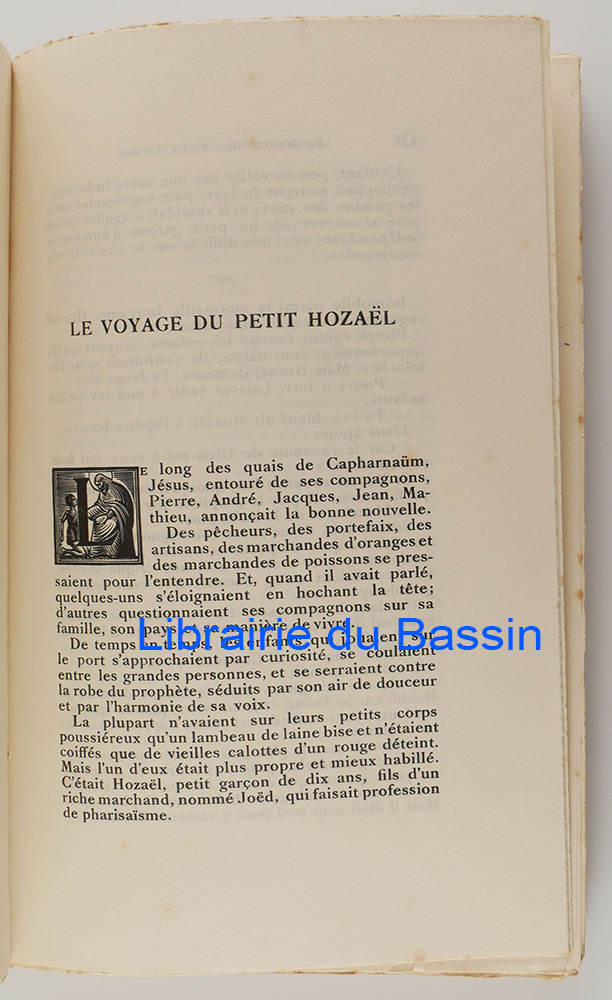 LE VOYAGE DU PETIT HOZAËL
LE long des quais de Capharnaüm,
Jésus, entouré de ses compagnons,
Pierre, André, Jacques, Jean, Ma-
thieu, annonçait la bonne nouvelle.
Des pêcheurs, des portefaix, des
artisans, des marchandes d'oranges et
des marchandes de poissons se pres-
saient pour l'entendre. Et, quand il avait parlé,
quelques-uns s'éloignaient en hochant la tête;
d'autres questionnaient ses compagnons sur sa
famille, son pays et sa manière de vivre.
Librairie du Bassin
De temps en temps, les enfants qui jouaient sur
le port s'approchaient par curiosité, se coulaient
entre les grandes personnes, et se serraient contre
la robe du prophète, séduits par son air de douceur
et par l'harmonie de sa voix.
La plupart n'avaient sur leurs petits corps
poussiéreux qu'un lambeau de laine bise et n'étaient
coiffés que de vieilles calottes d'un rouge déteint.
Mais l'un d'eux était plus propre et mieux habillé.
C'était Hozaël, petit garçon de dix ans, fils d'un
riche marchand, nommé Joëd, qui faisait profession
de pharisaïsme.